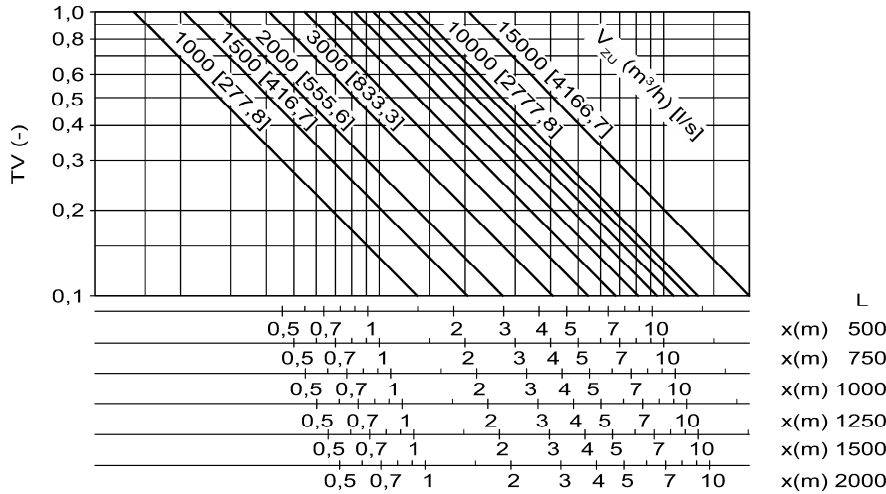 1,0
0,8
0,6
0,5
0,4
0,3
0,2
0,1
TV (-)
1000 [277,8]
1500 [416,7]
2000 [555,6]
3000 [833,3]
10000 [2777,8]
15000 [4166,7]
V_ZU (m³/h) [l/s]
L
0,5 0,7 1 2 3 4 5 7 10 x(m) 500
0,5 0,7 1 2 3 4 5 7 10 x(m) 750
0,5 0,7 1 2 3 4 5 7 10 x(m) 1000
0,5 0,7 1 2 3 4 5 7 10 x(m) 1250
0,5 0,7 1 2 3 4 5 7 10 x(m) 1500
0,5 0,7 1 2 3 4 5 7 10 x(m) 2000